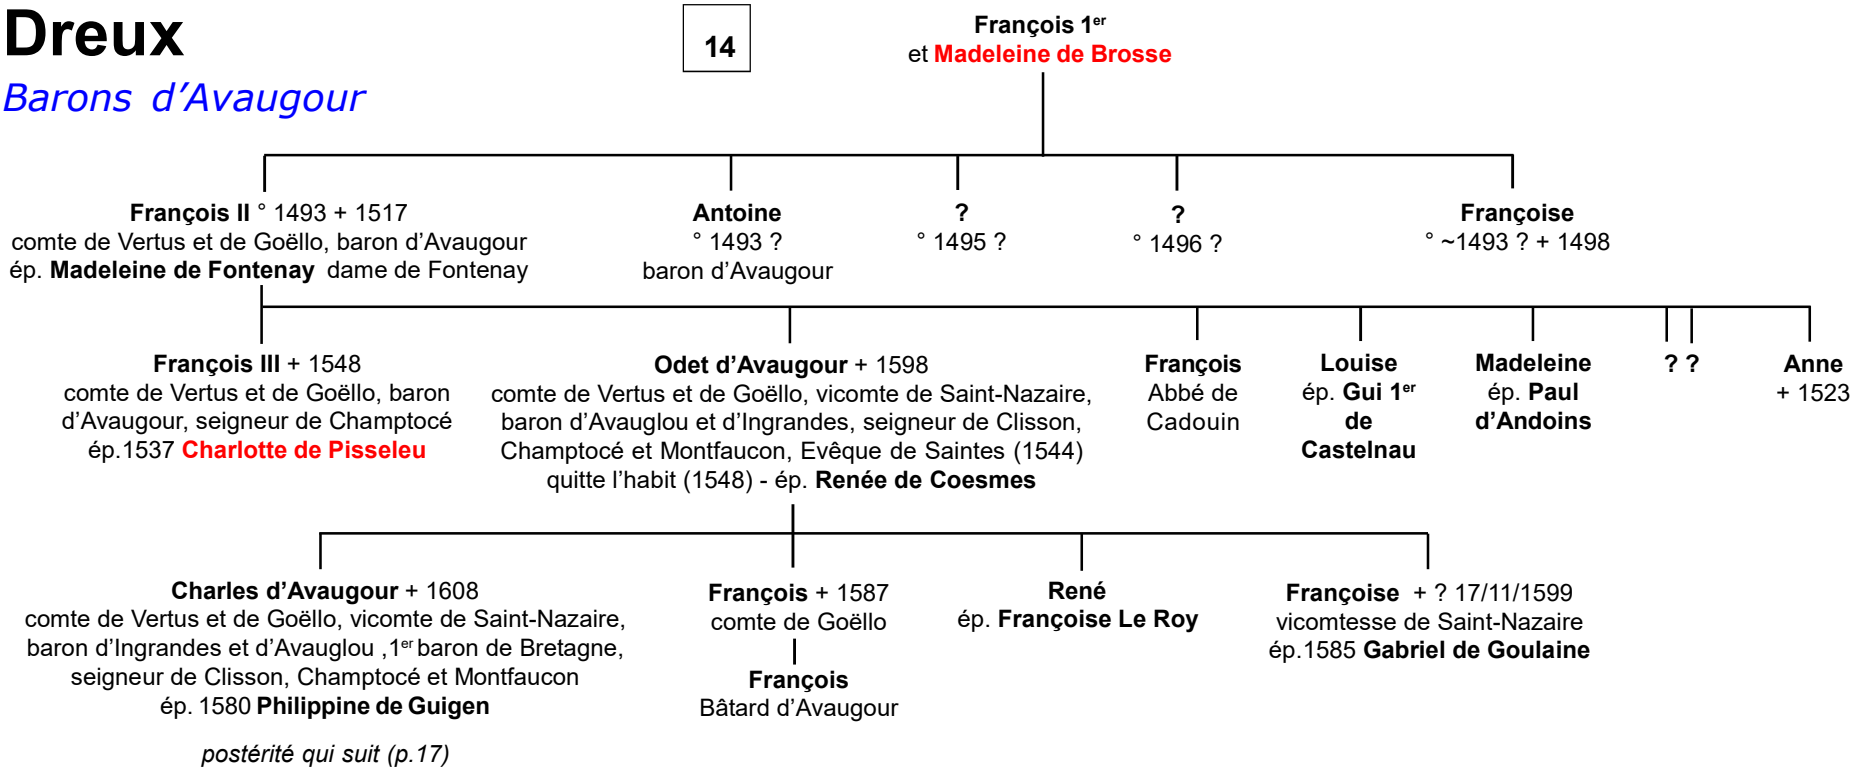 Dreux
Barons d’Avaugour
14
François 1er
et Madeleine de Brosse
François II ° 1493 + 1517
comte de Vertus et de Goëllo, baron d’Avaugour
ép. Madeleine de Fontenay dame de Fontenay
Antoine
° 1493 ?
baron d’Avaugour
?
° 1495 ?
?
° 1496 ?
Françoise
° ~1493 ? + 1498
François III + 1548
comte de Vertus et de Goëllo, baron
d’Avaugour, seigneur de Champtocé
ép.1537 Charlotte de Pisseleu
Odet d’Avaugour + 1598
comte de Vertus et de Goëllo, vicomte de Saint-Nazaire,
baron d’Avauglou et d’Ingrandes, seigneur de Clisson,
Champtocé et Montfaucon, Evêque de Saintes (1544)
quitte l’habit (1548) - ép. Renée de Coesmes
François
Abbé de
Cadouin
Louise
ép. Gui 1er
de
Castelnau
Madeleine
ép. Paul
d’Andoins
? ?
Anne
+ 1523
Charles d’Avaugour + 1608
comte de Vertus et de Goëllo, vicomte de Saint-Nazaire,
baron d’Ingrandes et d’Avauglou ,1er baron de Bretagne,
seigneur de Clisson, Champtocé et Montfaucon
ép. 1580 Philippine de Guigen
postérité qui suit (p.17)
François + 1587
comte de Goëllo
François
Bâtard d’Avaugour
René
ép. Françoise Le Roy
Françoise + ? 17/11/1599
vicomtesse de Saint-Nazaire
ép.1585 Gabriel de Goulaine